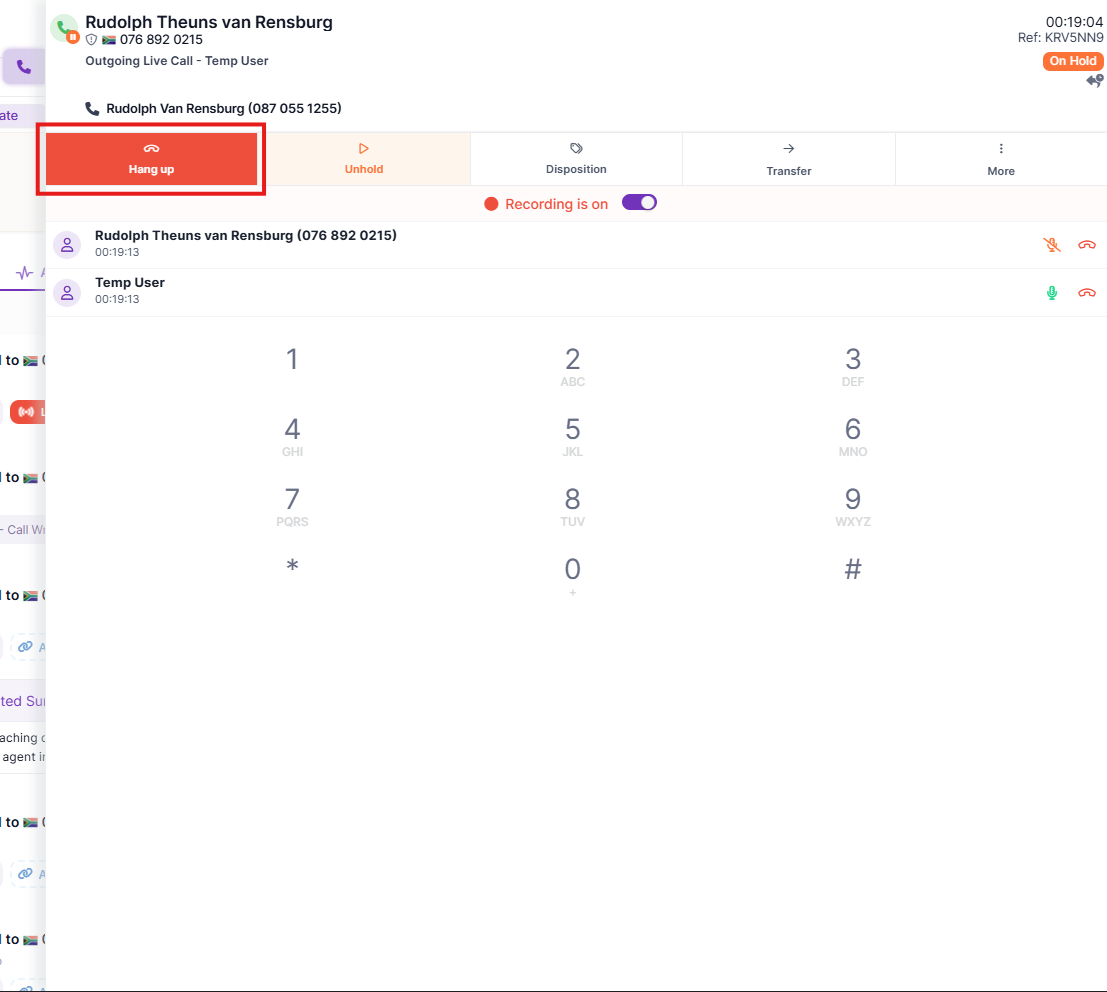 Rudolph Theuns van Rensburg
076 892 0215
Outgoing Live Call - Temp User
00:19:04
Ref: KRV5NN9
On Hold
Rudolph Van Rensburg (087 055 1255)
Hang up
Unhold
Disposition
Transfer
More
Recording is on
Rudolph Theuns van Rensburg (076 892 0215)
00:19:13
Temp User
00:19:13
1
2
ABC
3
DEF
4
GHI
5
JKL
6
MNO
7
PQRS
8
TUV
9
WXYZ
*
0
+
#
ate
to
to
- Call
to
ted
aching
agent
to
to